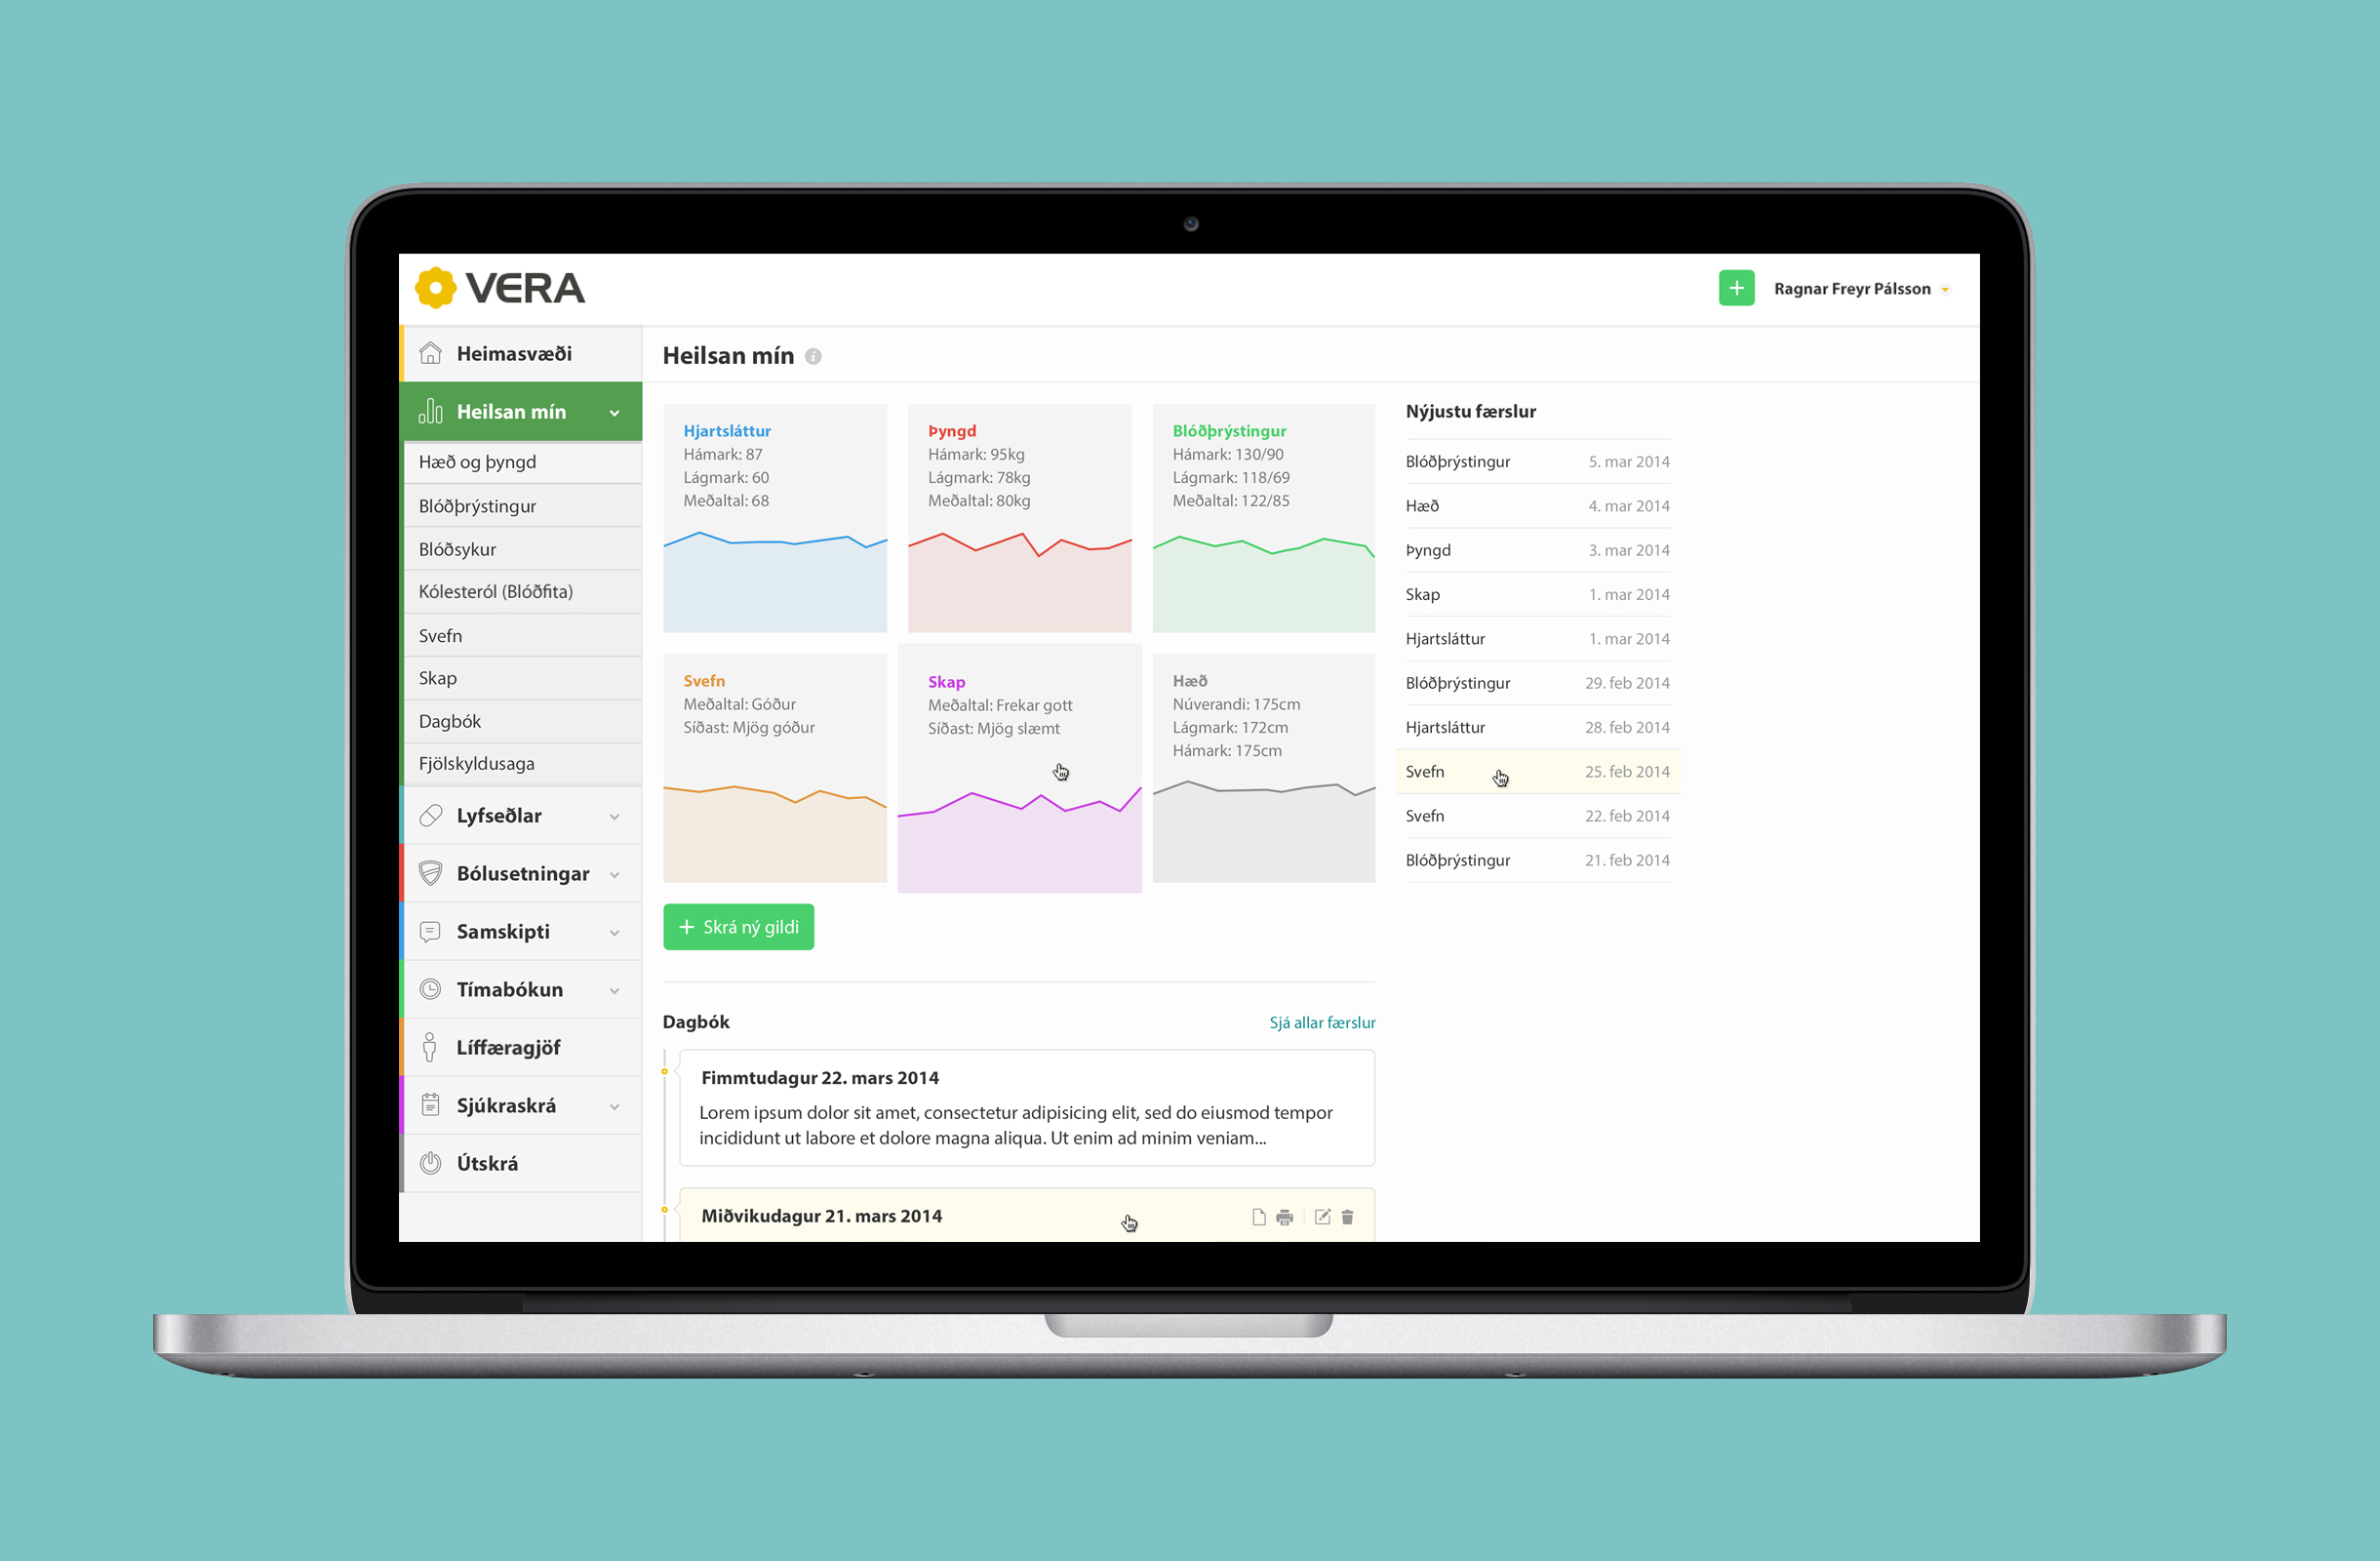 VERA
Ragnar Freyr Pálsson
Heimasvæði
Heilsan mín
Hæð og þyngd
Blóðþrýstingur
Blóðsykur
Kólesteról (Blóðfita)
Svefn
Skap
Dagbók
Fjölskyldusaga
Lyfseðlar
Bólusetningar
Samskipti
Tímabókun
Líffæragjöf
Sjúkraskrá
Útskrá
Heilsan mín
Hjartsláttur
Hámark: 87
Lágmark: 60
Meðaltal: 68
Þyngd
Hámark: 95kg
Lágmark: 78kg
Meðaltal: 80kg
Blóðþrýstingur
Hámark: 130/90
Lágmark: 118/69
Meðaltal: 122/85
Svefn
Meðaltal: Góður
Síðast: Mjög góður
Skap
Meðaltal: Frekar gott
Síðast: Mjög slæmt
Hæð
Núverandi: 175cm
Lágmark: 172cm
Hámark: 175cm
Skrá ný gildi
Nýjustu færslur
Blóðþrýstingur 5. mar 2014
Hæð 4. mar 2014
Þyngd 3. mar 2014
Skap 1. mar 2014
Hjartsláttur 1. mar 2014
Blóðþrýstingur 29. feb 2014
Hjartsláttur 28. feb 2014
Svefn 25. feb 2014
Svefn 22. feb 2014
Blóðþrýstingur 21. feb 2014
Dagbók
Sjá allar færslur
Fimmtudagur 22. mars 2014
Lorem ipsum dolor sit amet, consectetur adipisicing elit, sed do eiusmod tempor
incididunt ut labore et dolore magna aliqua. Ut enim ad minim veniam...
Miðvikudagur 21. mars 2014